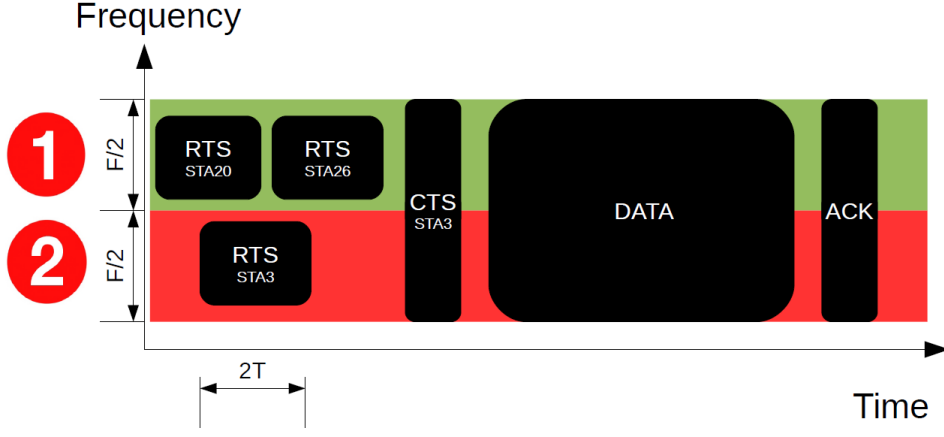 Frequency
1
F/2
RTS
STA20
RTS
STA26
CTS
STA3
DATA
ACK
2
F/2
RTS
STA3
2T
Time